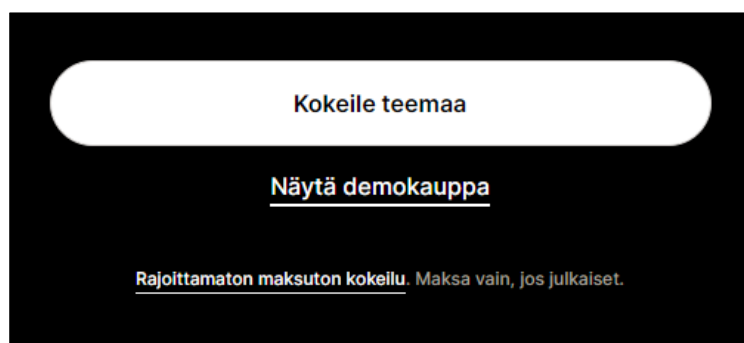 Kokeile teemaa
Näytä demokauppa
Rajoittamaton maksuton kokeilu. Maksa vain, jos julkaiset.